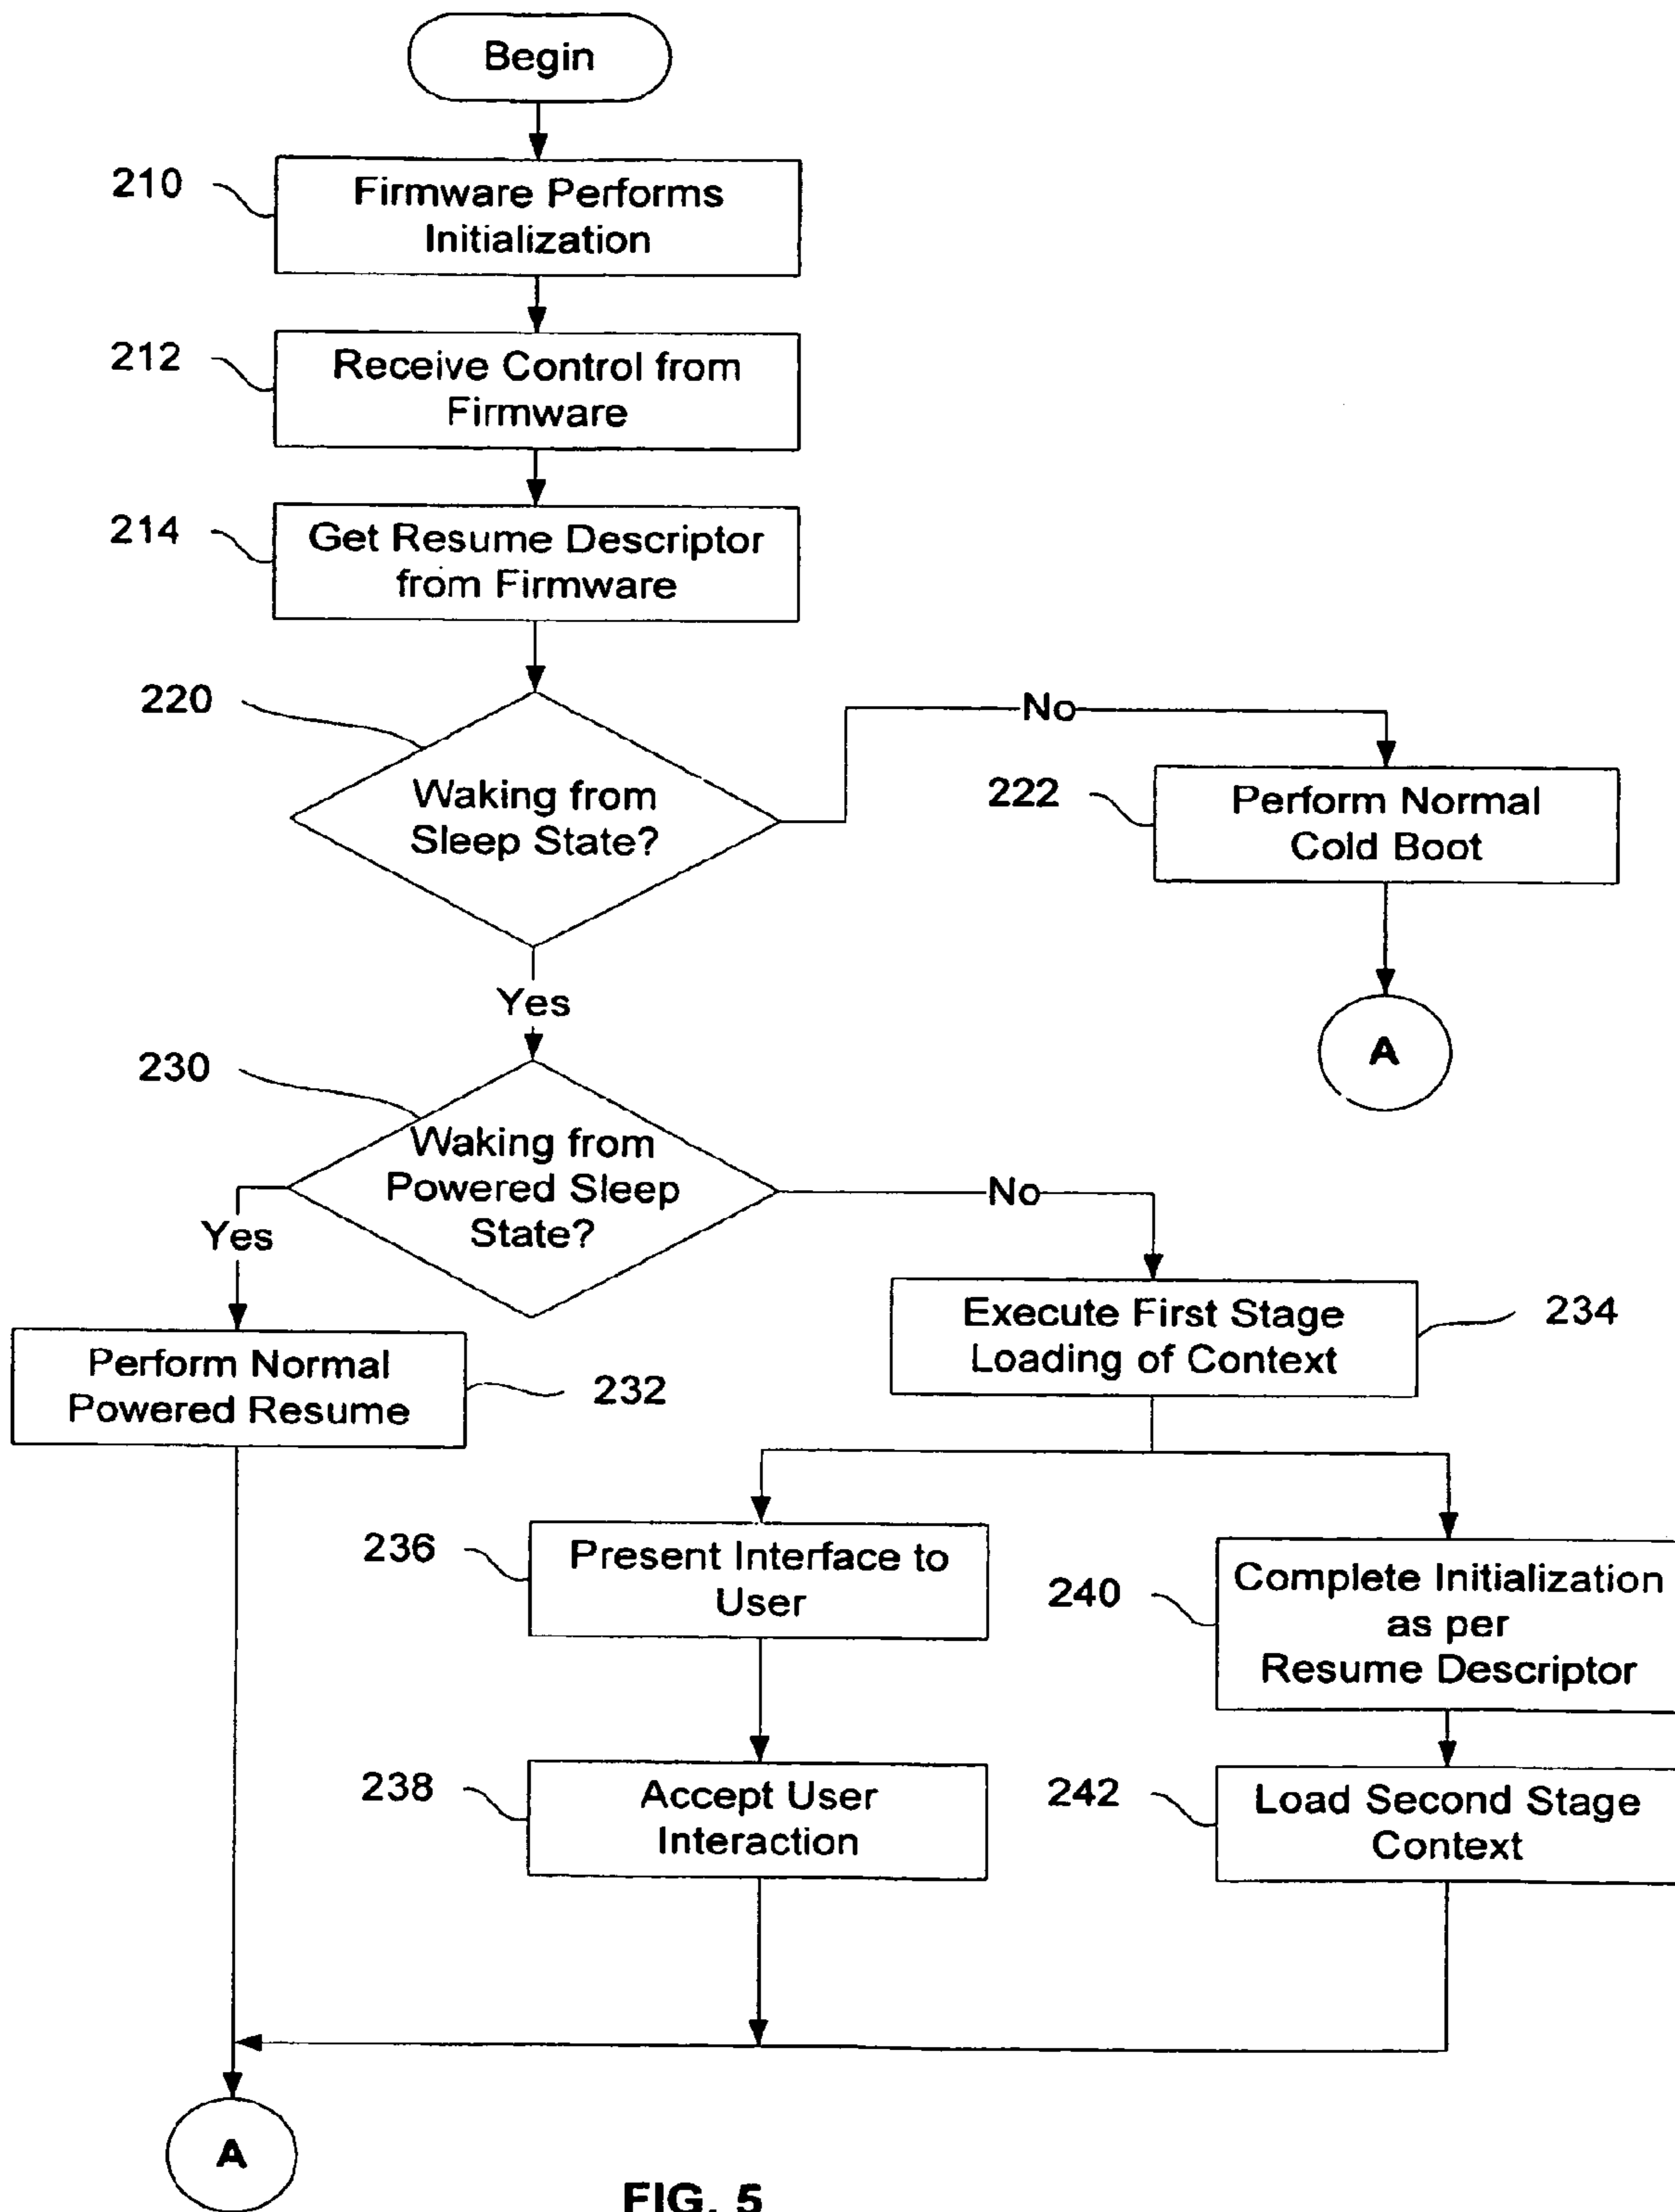 Begin
210
Firmware Performs
Initialization
212
Receive Control from
Firmware
214
Get Resume Descriptor
from Firmware
220
Waking from
Sleep State?
No
222
Perform Normal
Cold Boot
A
Yes
230
Waking from
Powered Sleep
State?
Yes
No
Perform Normal
Powered Resume
232
Execute First Stage
Loading of Context
234
236
Present Interface to
User
240
Complete Initialization
as per
Resume Descriptor
238
Accept User
Interaction
242
Load Second Stage
Context
A
FIG. 5